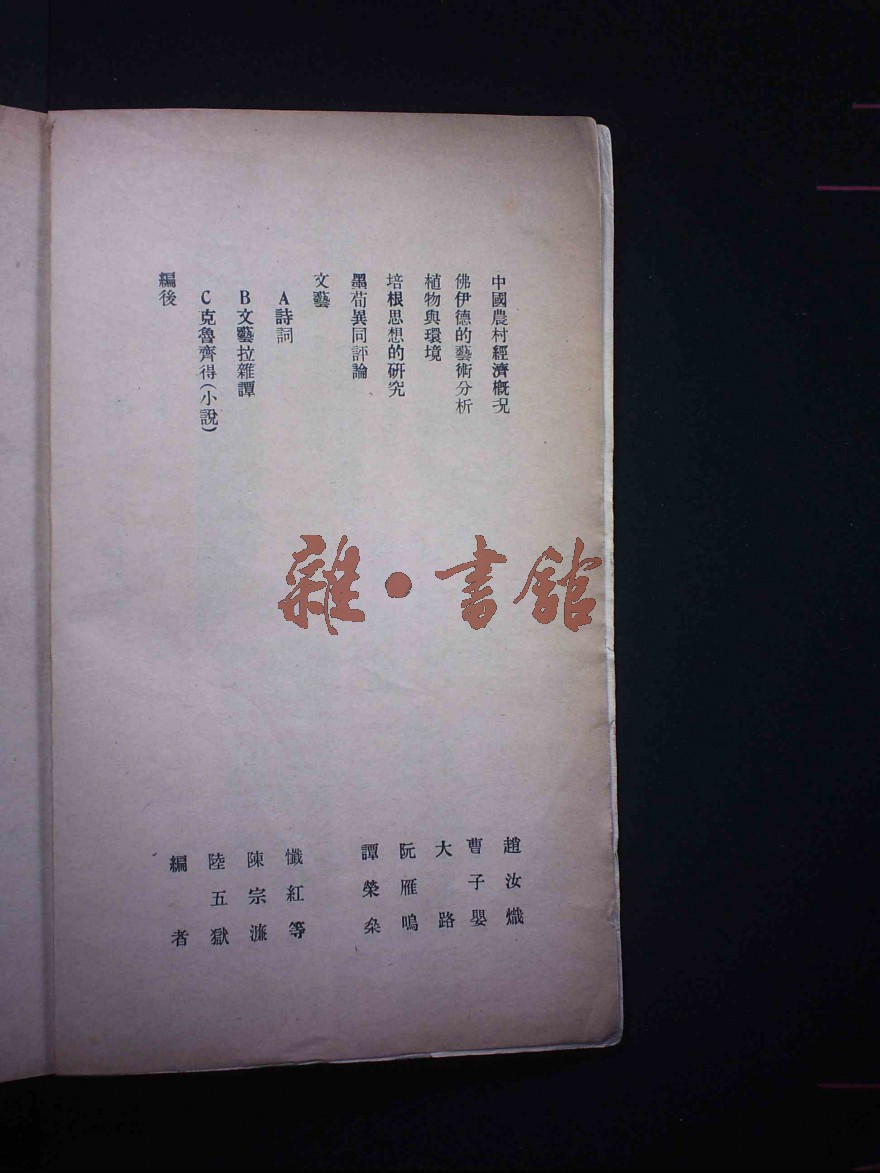 中國農村經濟概況
趙汝熾
佛伊德的藝術分析
曹子嬰
植物與環境
大路
培根思想的研究
阮雁鳴
墨荀異同評論
譚榮燊
文藝
A詩詞
懺紅等
B文藝拉雜譚
陳宗濂
C克魯齊得(小說)
陸五獄
編後
編者
雜·書館